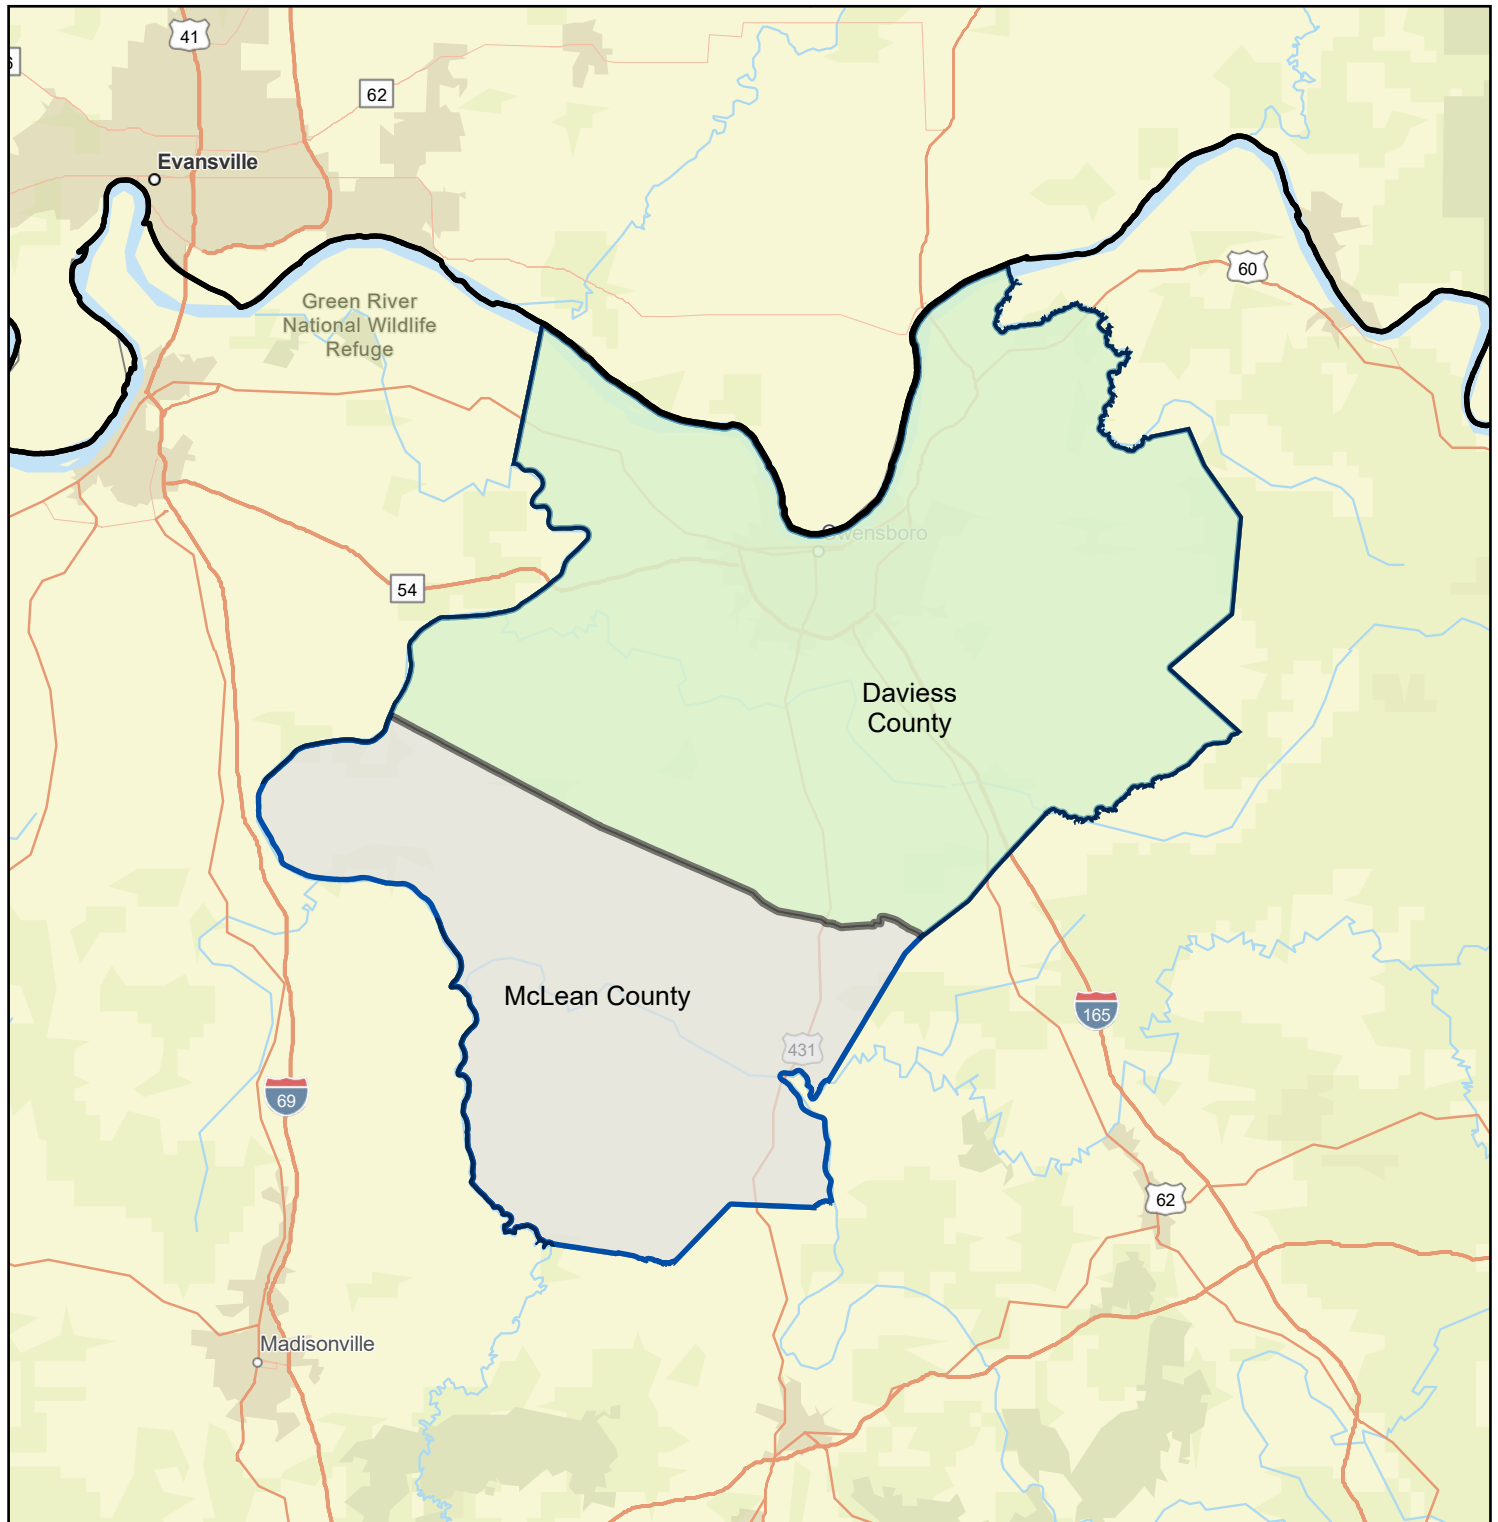 41
62
Evansville
60
Green River
National Wildlife
Refuge
Owensboro
54
Daviess
County
McLean County
165
431
69
62
Madisonville